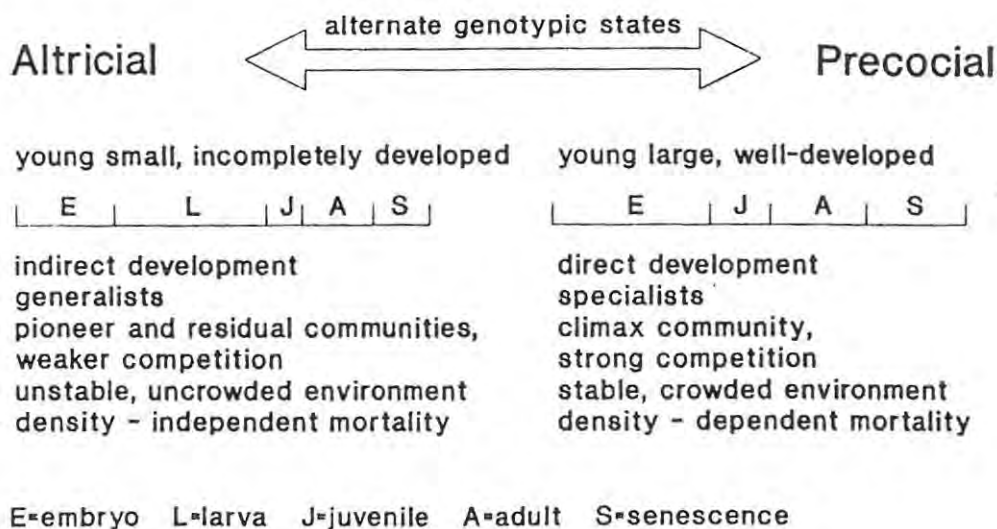 alternate genotypic states
Altricial Precocial
young small, incompletely developed young large, well-developed
E L J A S E J A S
indirect development direct development
generalists specialists
pioneer and residual communities, climax community,
weaker competition strong competition
unstable, uncrowded environment stable, crowded environment
density - independent mortality density - dependent mortality
E=embryo L=larva J=juvenile A=adult S=senescence